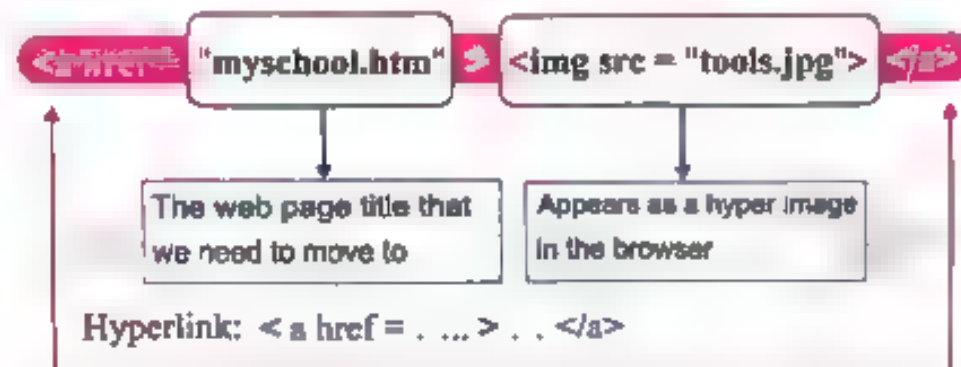 <a href= "myschool.htm" > <img src = "tools.jpg"> </a>
The web page title that
we need to move to
Appears as a hyper image
in the browser
Hyperlink: < a href = . ... > . . </a>